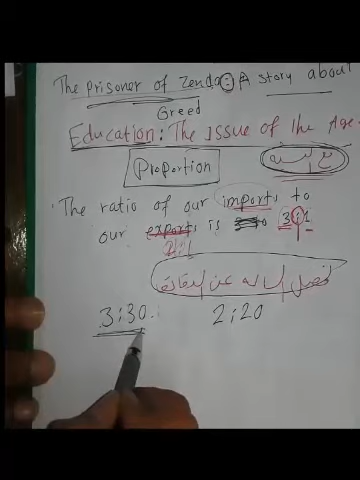 The Prisoner of Zenda : A story about
Greed
Education : The Issue of the Age.
Proportion
The ratio of our imports to
our exports is to 3:1
2:1
3:30 2:20